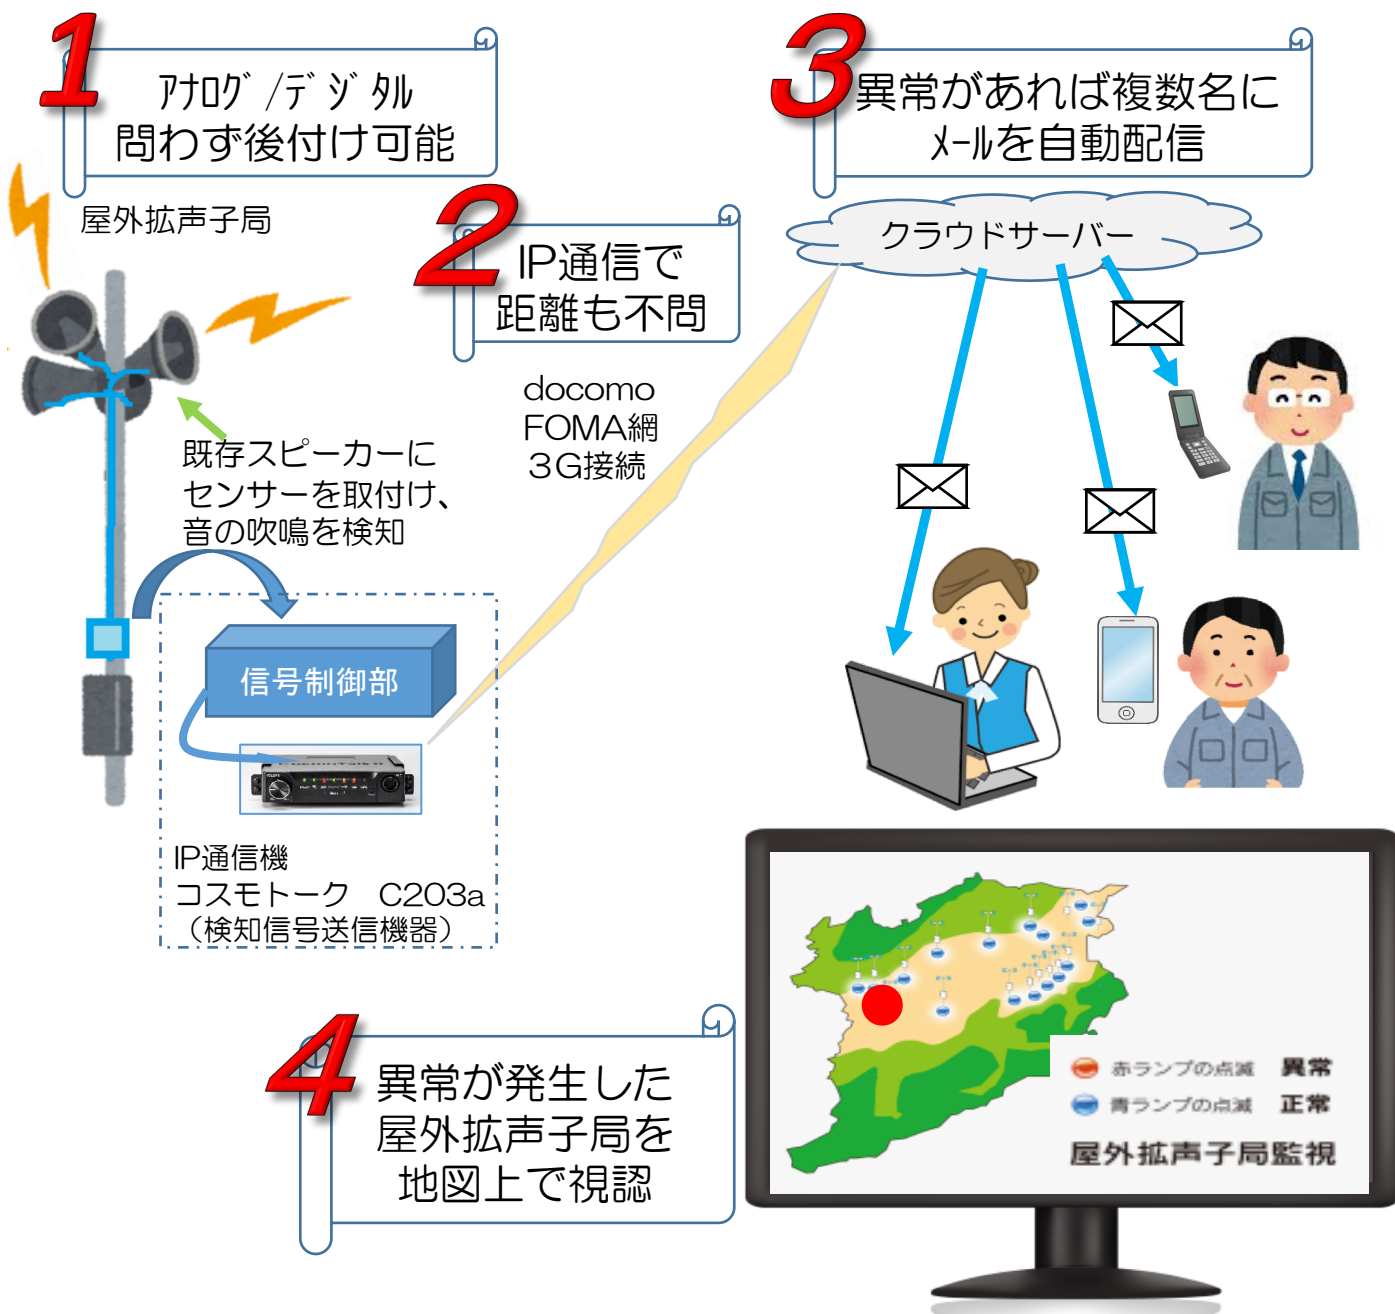 1
ｱﾅﾛｸﾞ/ﾃﾞｼﾞﾀﾙ
問わず後付け可能
屋外拡声子局
2
IP通信で
距離も不問
docomo
FOMA網
３G接続
既存スピーカーに
センサーを取付け、
音の吹鳴を検知
信号制御部
IP通信機
コスモトーク　C203a
（検知信号送信機器）
3
異常があれば複数名に
ﾒｰﾙを自動配信
クラウドサーバー
4
異常が発生した
屋外拡声子局を
地図上で視認
赤ランプの点滅　異常
青ランプの点滅　正常
屋外拡声子局監視